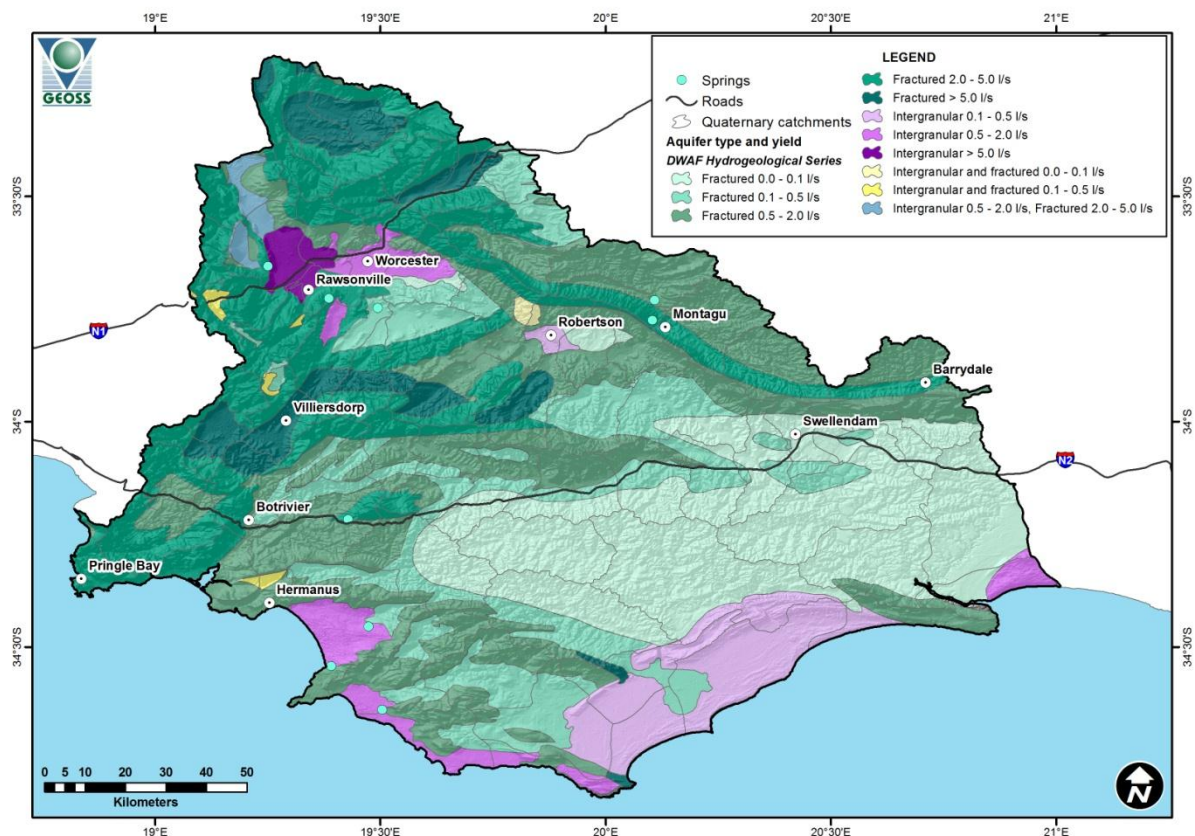 19°E
19°30'E
20°E
20°30'E
21°E
GEOSS
LEGEND
Springs
Roads
Quaternary catchments
Aquifer type and yield
DWAF Hydrogeological Series
Fractured 0.0 - 0.1 l/s
Fractured 0.1 - 0.5 l/s
Fractured 0.5 - 2.0 l/s
Fractured 2.0 - 5.0 l/s
Fractured > 5.0 l/s
Intergranular 0.1 - 0.5 l/s
Intergranular 0.5 - 2.0 l/s
Intergranular > 5.0 l/s
Intergranular and fractured 0.0 - 0.1 l/s
Intergranular and fractured 0.1 - 0.5 l/s
Intergranular 0.5 - 2.0 l/s, Fractured 2.0 - 5.0 l/s
33°30'S
33°30'S
Worcester
Rawsonville
N1
Robertson
Montagu
Barrydale
Villiersdorp
34°S
34°S
Swellendam
N2
Botrivier
Pringle Bay
Hermanus
34°30'S
34°30'S
0 5 10 20 30 40 50
Kilometers
N
19°E
19°30'E
20°E
20°30'E
21°E